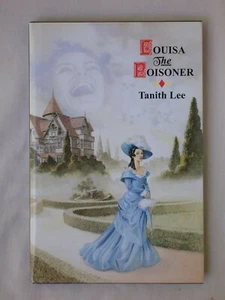 LOUISA
The
POISONER
Tanith Lee